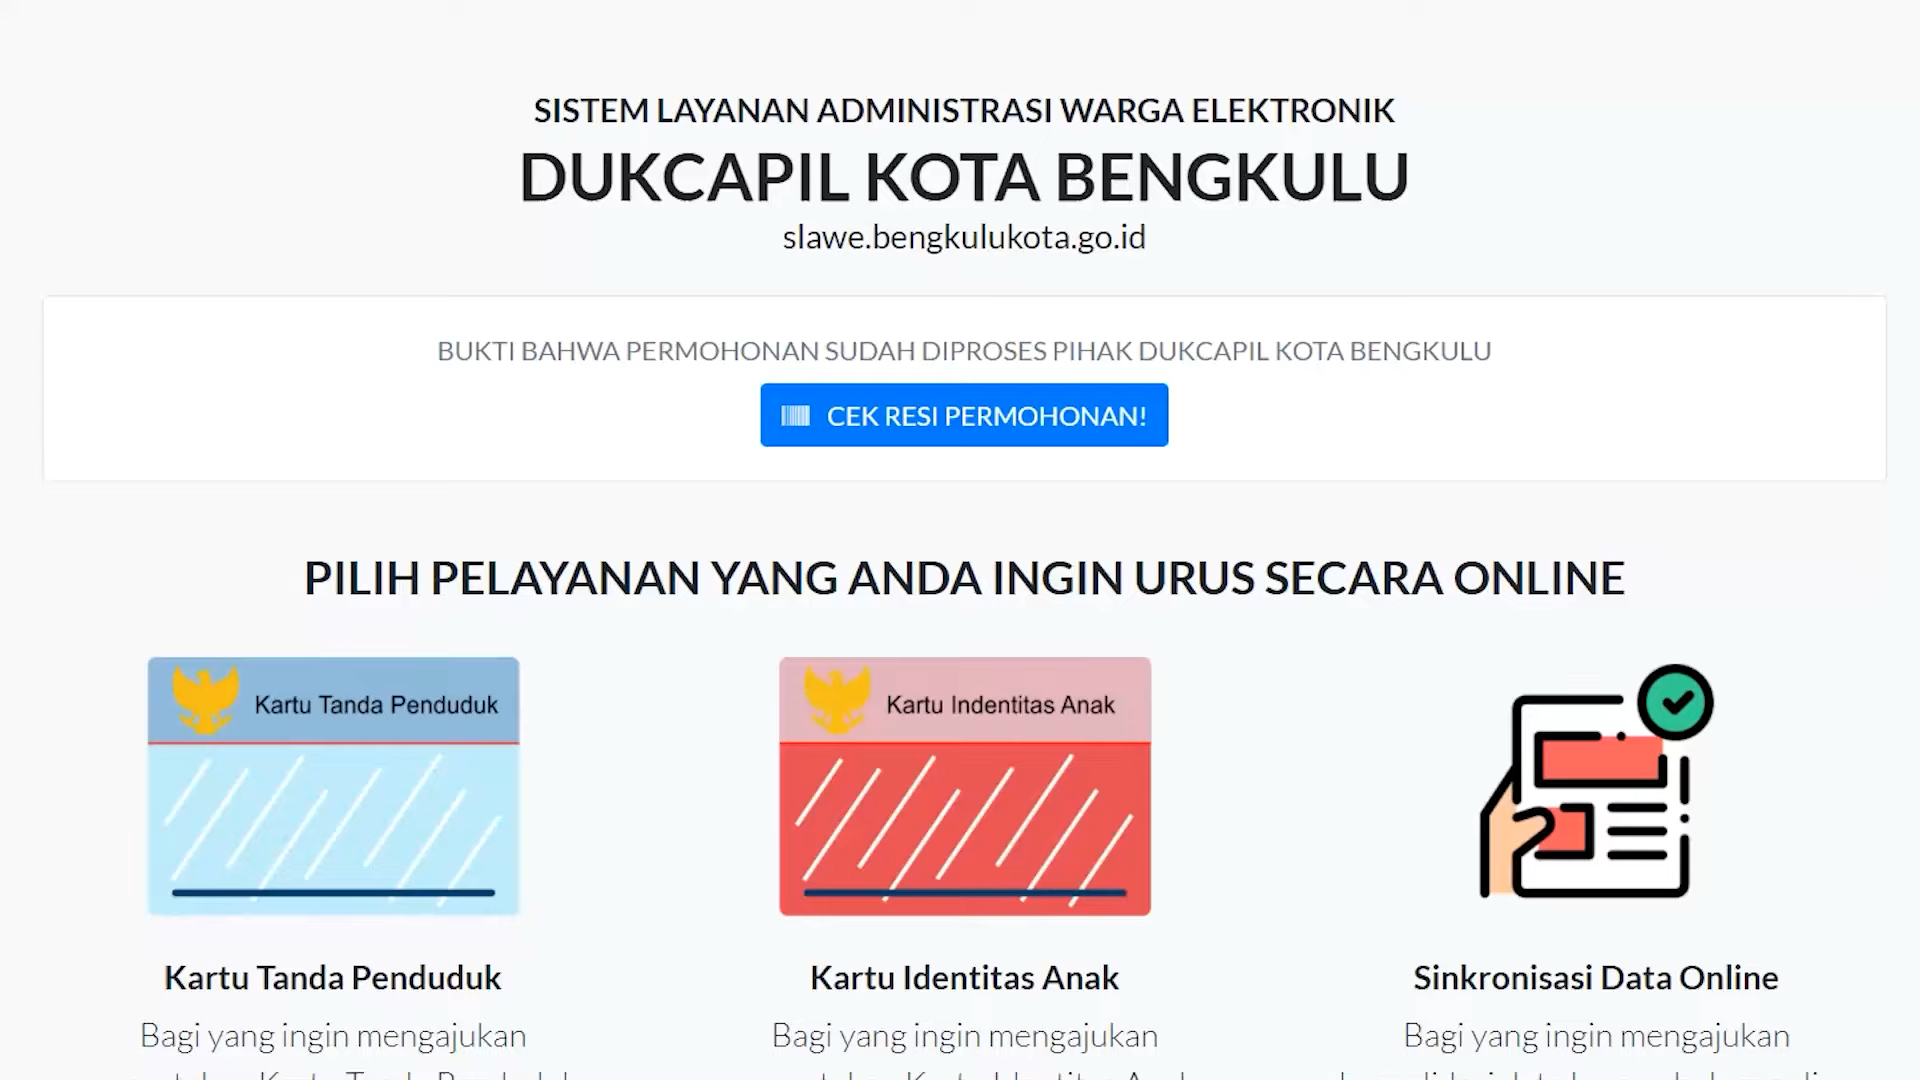 SISTEM LAYANAN ADMINISTRASI WARGA ELEKTRONIK
DUKCAPIL KOTA BENGKULU
slawe.bengkulukota.go.id
BUKTI BAHWA PERMOHONAN SUDAH DIPROSES PIHAK DUKCAPIL KOTA BENGKULU
CEK RESI PERMOHONAN!
PILIH PELAYANAN YANG ANDA INGIN URUS SECARA ONLINE
Kartu Tanda Penduduk
Kartu Indentitas Anak
Kartu Tanda Penduduk
Kartu Identitas Anak
Sinkronisasi Data Online
Bagi yang ingin mengajukan
Bagi yang ingin mengajukan
Bagi yang ingin mengajukan